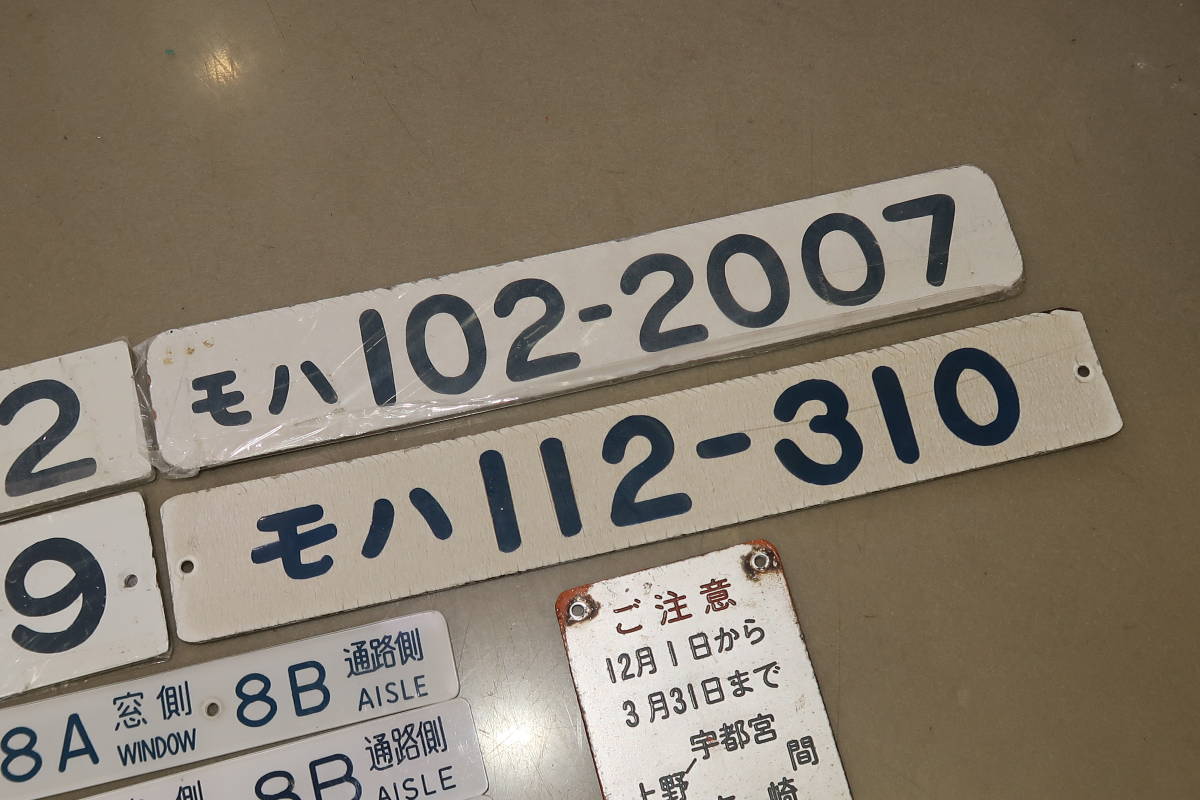 モハ102-2007
2
モハ112-310
9
8A 窓側 WINDOW 8B 通路側 AISLE
8B 通路側 AISLE
ご注意
12月1日から
3月31日まで
宇都宮
上野 間
崎